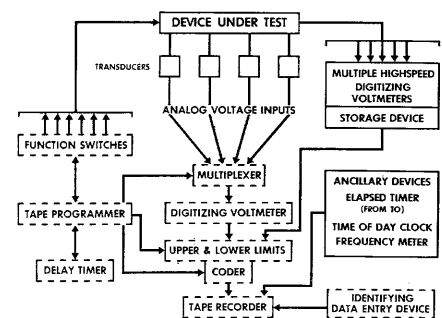 DEVICE UNDER TEST
TRANSDUCERS
MULTIPLE HIGHSPEED
DIGITIZING
VOLTMETERS
STORAGE DEVICE
ANALOG VOLTAGE INPUTS
FUNCTION SWITCHES
MULTIPLEXER
ANCILLARY DEVICES
ELAPSED TIMER
(FROM TO)
TIME OF DAY CLOCK
FREQUENCY METER
TAPE PROGRAMMER
DIGITIZING VOLTMETER
UPPER & LOWER LIMITS
DELAY TIMER
CODER
TAPE RECORDER
IDENTIFYING
DATA ENTRY DEVICE